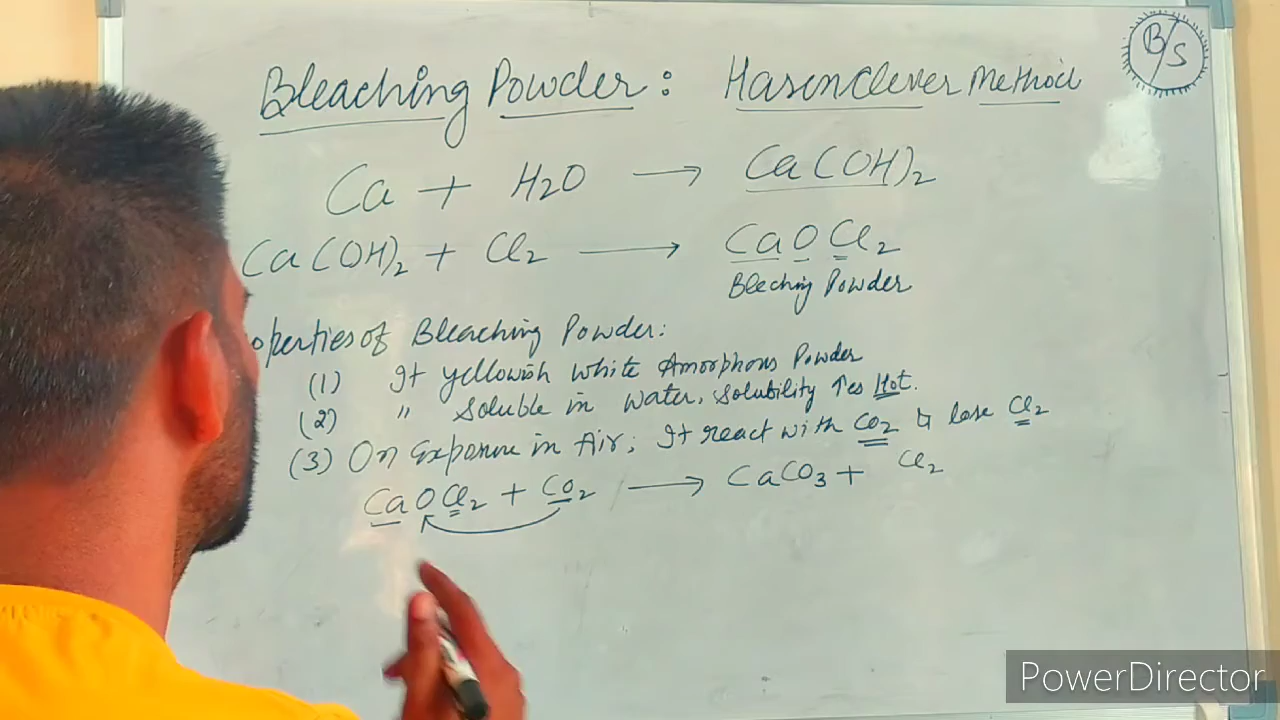 B/S
Bleaching Powder: Hasenclever Method
Ca + H2O → Ca(OH)2
Ca(OH)2 + Cl2 → CaOCl2
Bleching Powder
operties of Bleaching Powder:
(1) It yellowish white Amorphous Powder
(2) " Soluble in water, Solubility ↑es Hot.
(3) On Exposure in Air; It react with CO2 & lose Cl2
CaOCl2 + CO2 → CaCO3 + Cl2
PowerDirector